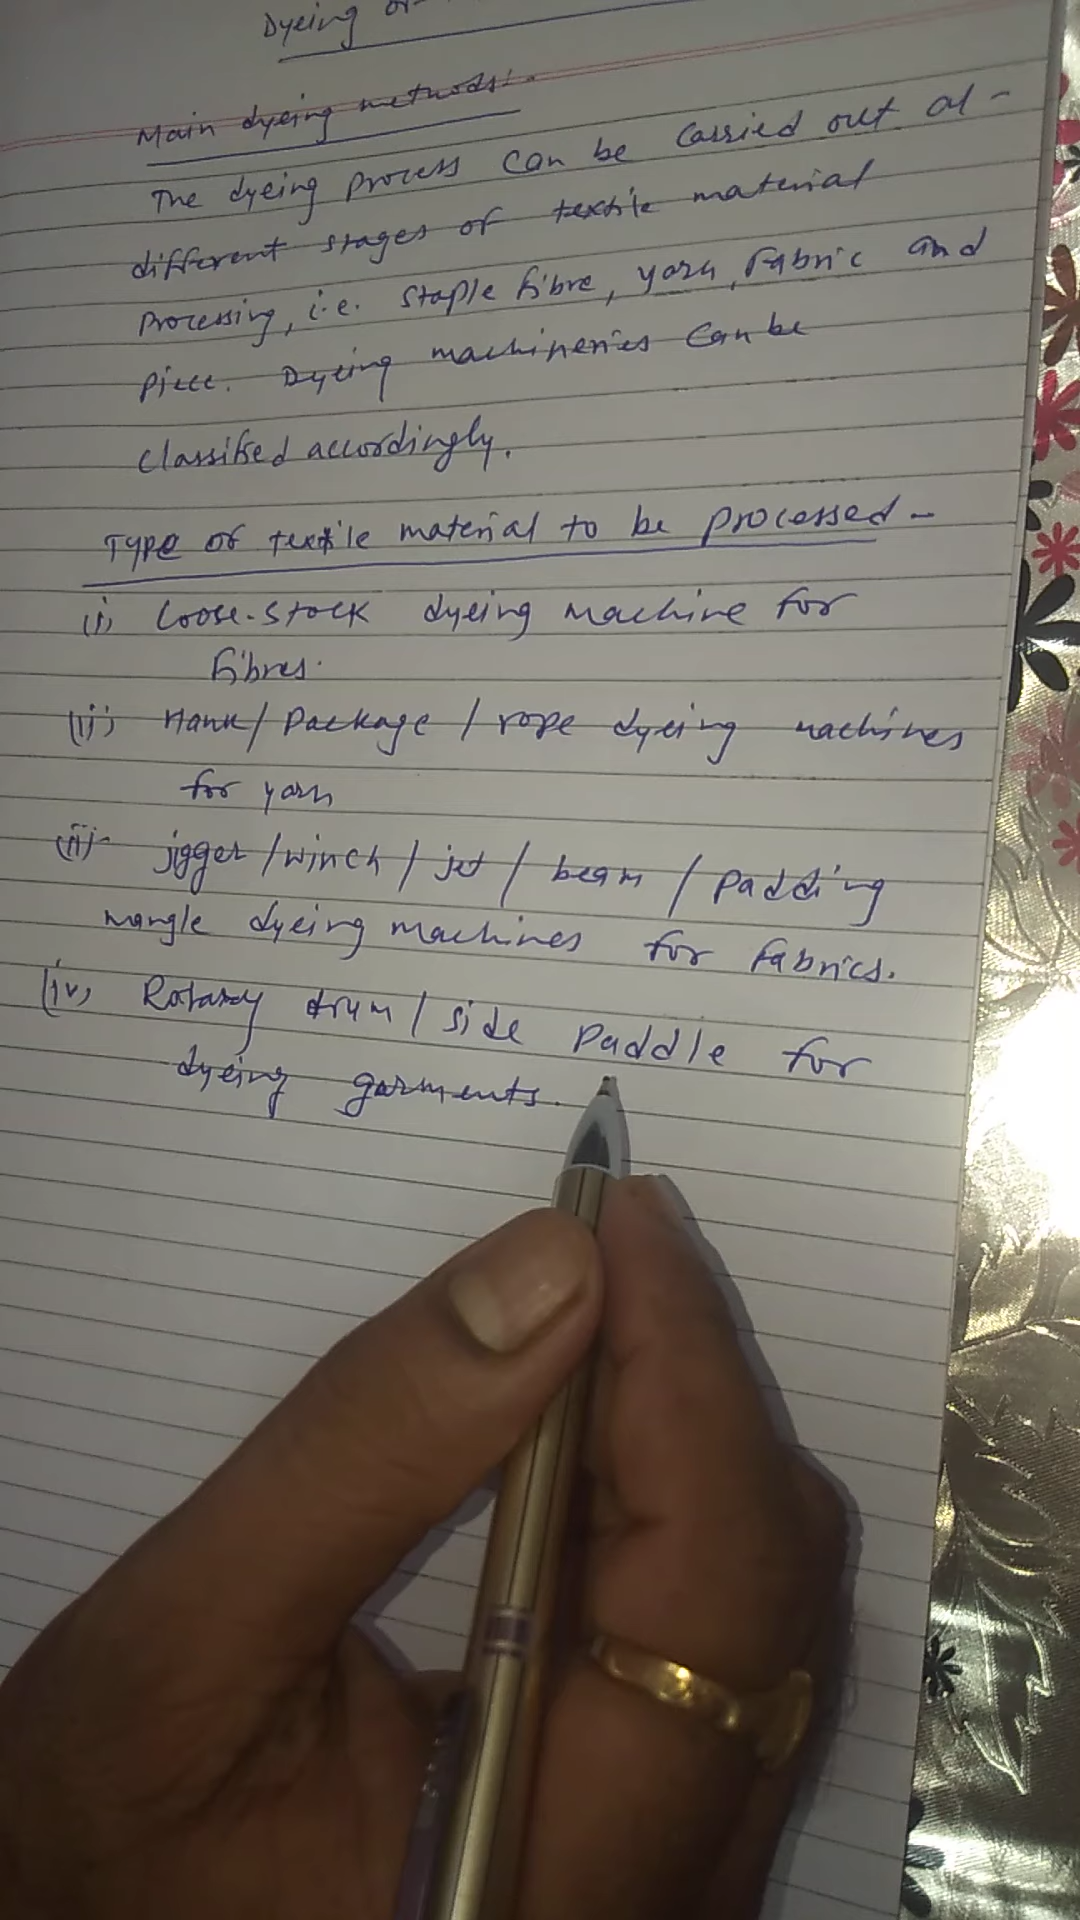 Dyeing of
Main dyeing methods:-
The dyeing process can be carried out at
different stages of textile material
processing, i.e. staple fibre, yarn, fabric and
piece. Dyeing machineries can be
classified accordingly.
Type of textile material to be processed -
(i) Loose-stock dyeing machine for
fibres.
(ii) Hank/Package / rope dyeing machines
for yarn
(iii) jigger/winch/jet/beam/Padding
mangle dyeing machines for fabrics.
(iv) Rotary drum/side paddle for
dyeing garments.